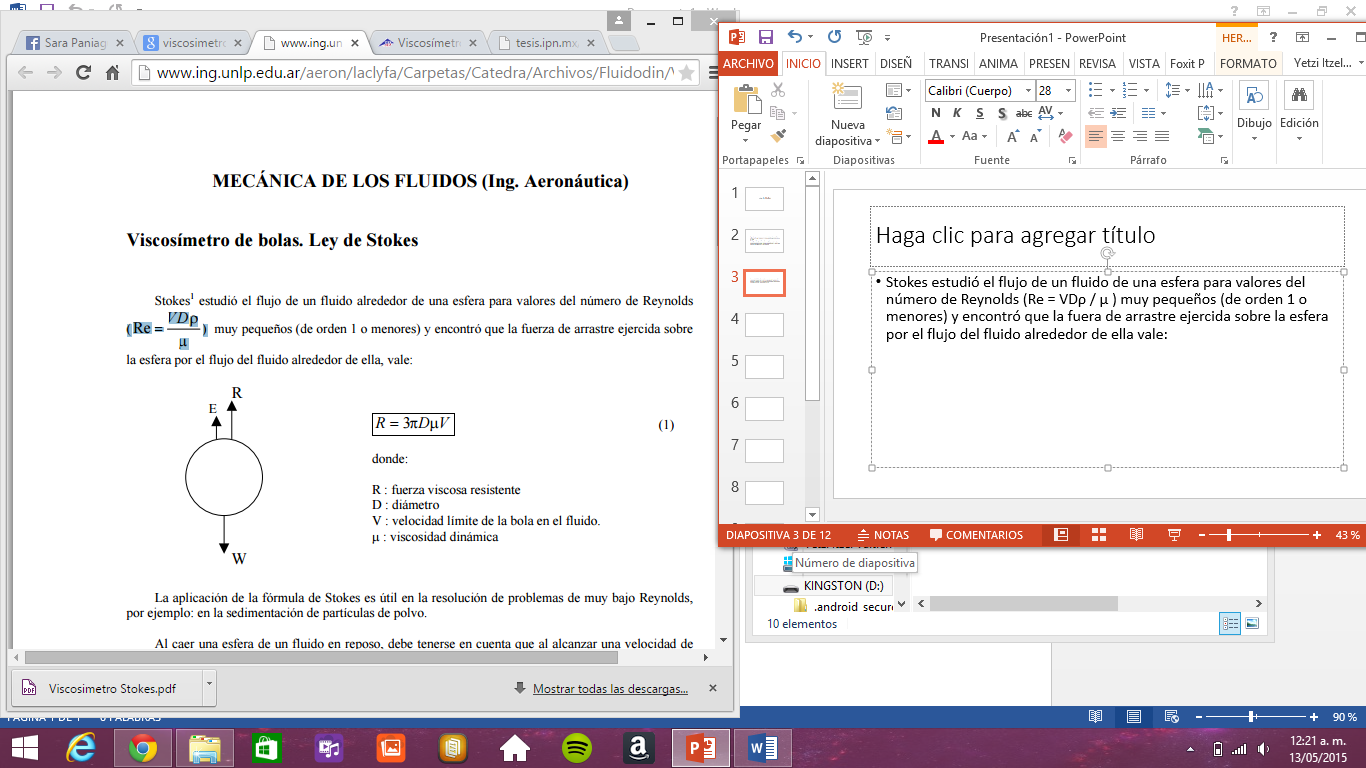 Sara Paniag
viscosimetro
www.ing.un
Viscosímetr
tesis.ipn.mx
www.ing.unlp.edu.ar/aeron/laclyfa/Carpetas/Catedra/Archivos/Fluidodin/
MECÁNICA DE LOS FLUIDOS (Ing. Aeronáutica)
Viscosímetro de bolas. Ley de Stokes
Stokes1 estudió el flujo de un fluido alrededor de una esfera para valores del número de Reynolds
(Re = VDρ / μ) muy pequeños (de orden 1 o menores) y encontró que la fuerza de arrastre ejercida sobre
la esfera por el flujo del fluido alrededor de ella, vale:
R
E
W
R = 3πDμV
(1)
donde:
R : fuerza viscosa resistente
D : diámetro
V : velocidad límite de la bola en el fluido.
μ : viscosidad dinámica
La aplicación de la fórmula de Stokes es útil en la resolución de problemas de muy bajo Reynolds,
por ejemplo: en la sedimentación de partículas de polvo.
Al caer una esfera de un fluido en reposo, debe tenerse en cuenta que al alcanzar una velocidad de
Viscosimetro Stokes.pdf
Mostrar todas las descargas...
Presentación1 - PowerPoint
HER...
ARCHIVO INICIO INSERT DISEÑ TRANSI ANIMA PRESEN REVISA VISTA Foxit P FORMATO Yetzi Itzel...
Pegar
Portapapeles
Nueva
diapositiva
Diapositivas
Calibri (Cuerpo) 28
N K S S abc AV
A Aa A A
Fuente
Párrafo
Dibujo
Edición
1
2
3
4
5
6
7
8
Haga clic para agregar título
• Stokes estudió el flujo de un fluido de una esfera para valores del
número de Reynolds (Re = VDρ / μ ) muy pequeños (de orden 1 o
menores) y encontró que la fuera de arrastre ejercida sobre la esfera
por el flujo del fluido alrededor de ella vale:
DIAPOSITIVA 3 DE 12 NOTAS COMENTARIOS 43 %
Número de diapositiva
KINGSTON (D:)
.android_secure
10 elementos
PÁGINA 1 DE 1 0 PALABRAS
90 %
12:21 a. m.
13/05/2015